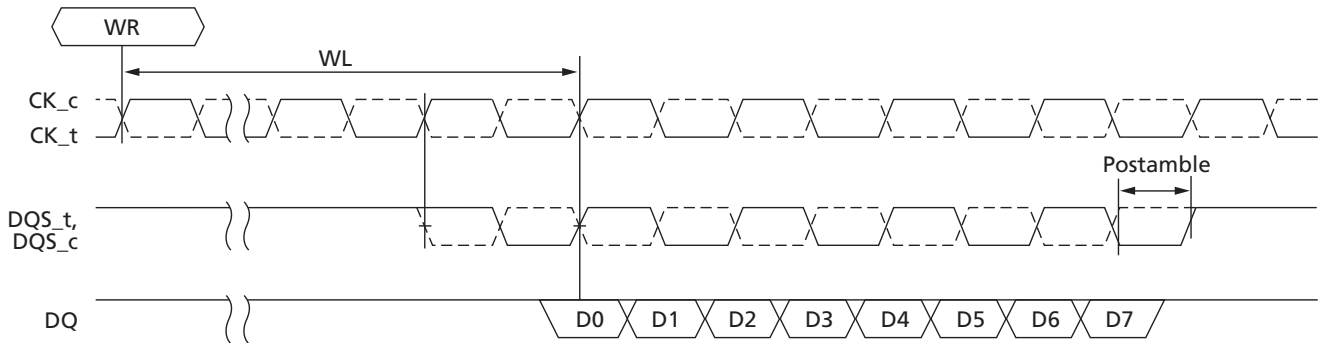 WR
WL
CK_c
CK_t
Postamble
DQS_t,
DQS_c
DQ D0 D1 D2 D3 D4 D5 D6 D7